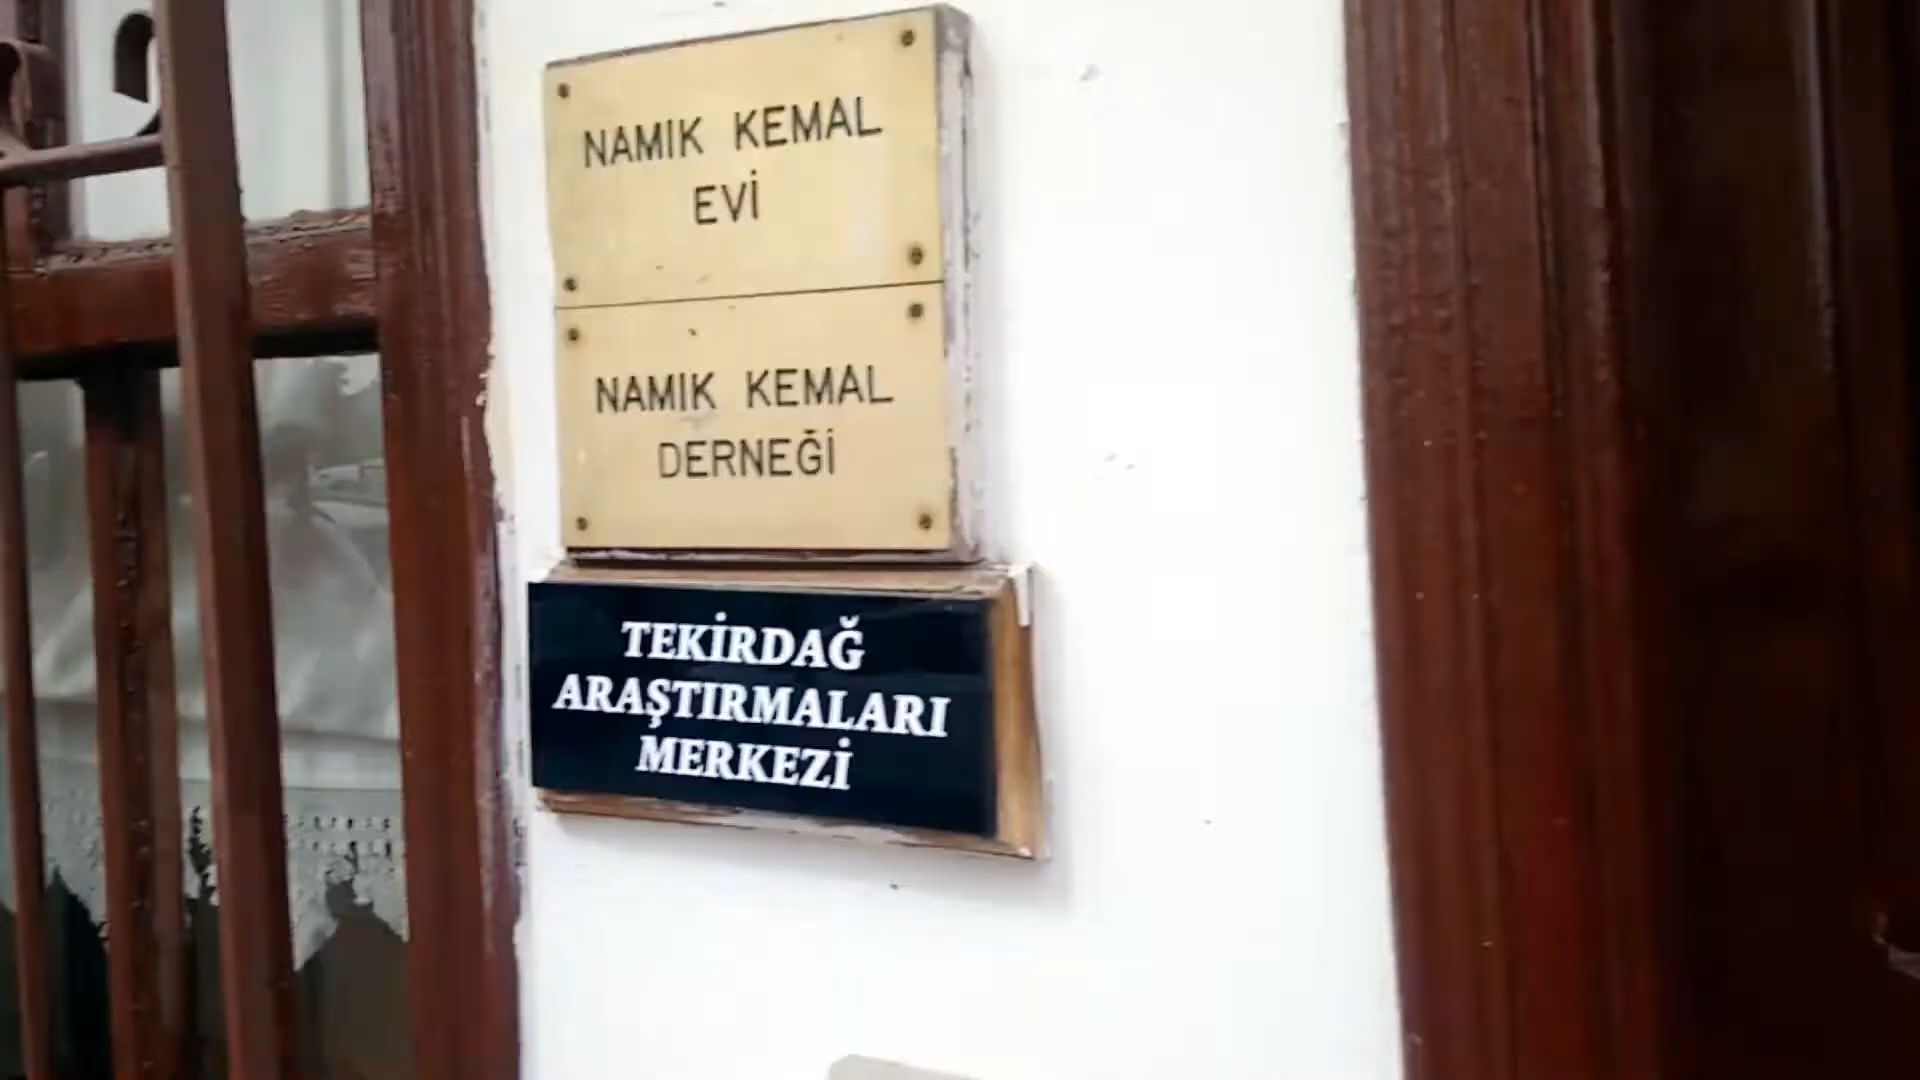 NAMIK KEMAL
EVİ
NAMIK KEMAL
DERNEĞİ
TEKİRDAĞ
ARAŞTIRMALARI
MERKEZİ